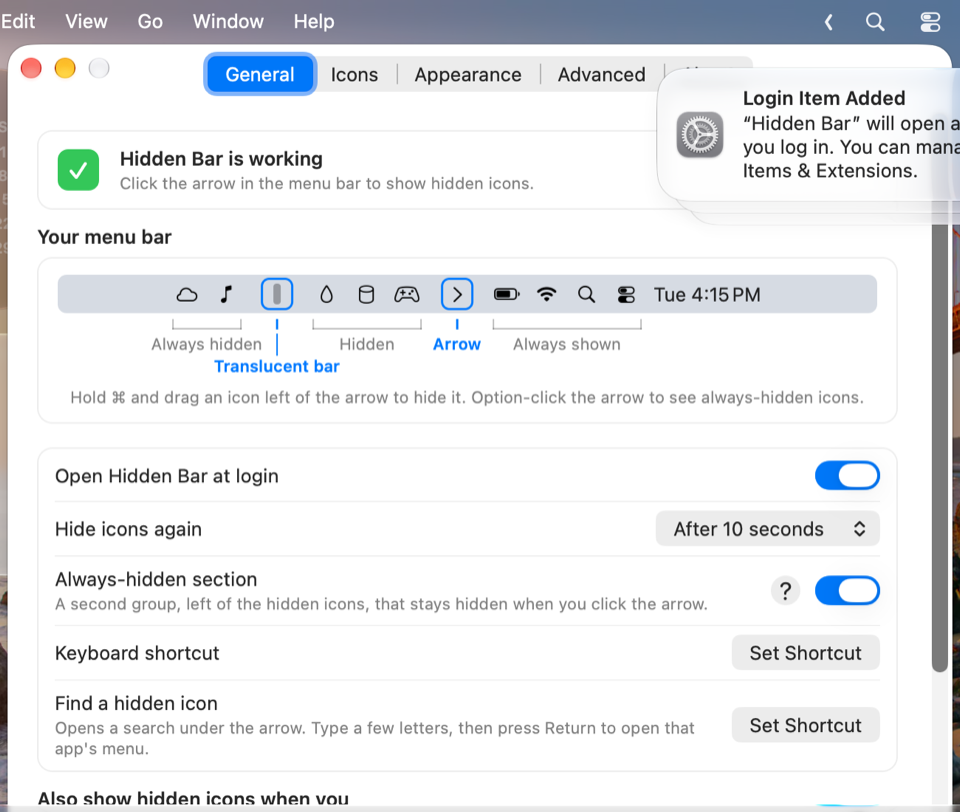 Edit View Go Window Help
General Icons Appearance Advanced
Login Item Added
“Hidden Bar” will open a
you log in. You can mana
Items & Extensions.
Hidden Bar is working
Click the arrow in the menu bar to show hidden icons.
Your menu bar
Tue 4:15 PM
Always hidden Hidden Arrow Always shown
Translucent bar
Hold ⌘ and drag an icon left of the arrow to hide it. Option-click the arrow to see always-hidden icons.
Open Hidden Bar at login
Hide icons again After 10 seconds
Always-hidden section
?
A second group, left of the hidden icons, that stays hidden when you click the arrow.
Keyboard shortcut Set Shortcut
Find a hidden icon
Opens a search under the arrow. Type a few letters, then press Return to open that
app's menu.
Set Shortcut
Also show hidden icons when you